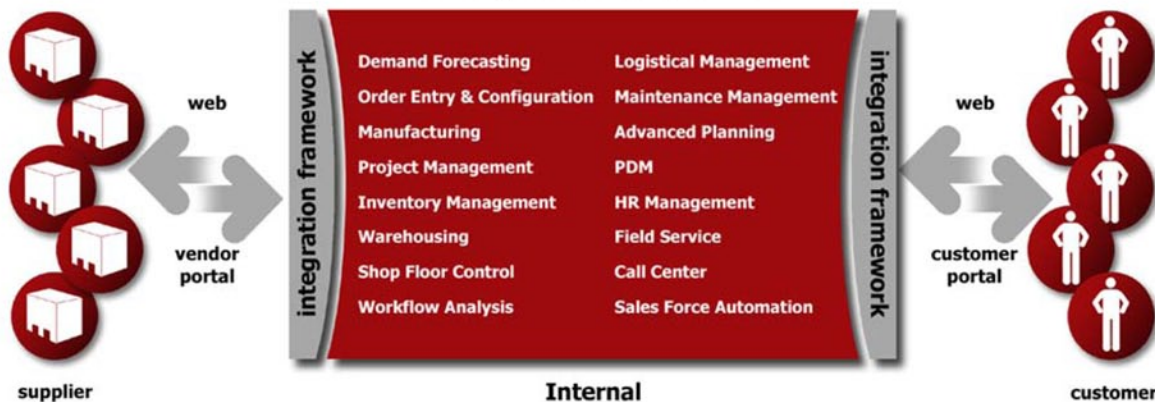 web
vendor
portal
supplier
integration framework
Demand Forecasting
Order Entry & Configuration
Manufacturing
Project Management
Inventory Management
Warehousing
Shop Floor Control
Workflow Analysis
Logistical Management
Maintenance Management
Advanced Planning
PDM
HR Management
Field Service
Call Center
Sales Force Automation
Internal
integration framework
web
customer
portal
customer